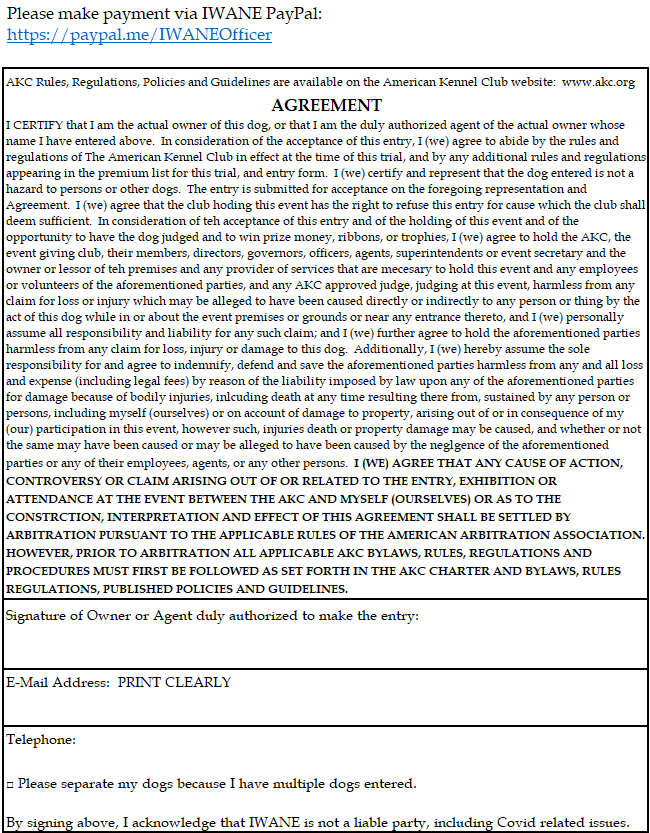 Please make payment via IWANE PayPal:
https://paypal.me/IWANEOfficer
AKC Rules, Regulations, Policies and Guidelines are available on the American Kennel Club website:  www.akc.org
AGREEMENT
I CERTIFY that I am the actual owner of this dog, or that I am the duly authorized agent of the actual owner whose
name I have entered above.  In consideration of the acceptance of this entry, I (we) agree to abide by the rules and
regulations of The American Kennel Club in effect at the time of this trial, and by any additional rules and regulations
appearing in the premium list for this trial, and entry form.  I (we) certify and represent that the dog entered is not a
hazard to persons or other dogs.  The entry is submitted for acceptance on the foregoing representation and
Agreement.  I (we) agree that the club hoding this event has the right to refuse this entry for cause which the club shall
deem sufficient.  In consideration of teh acceptance of this entry and of the holding of this event and of the
opportunity to have the dog judged and to win prize money, ribbons, or trophies, I (we) agree to hold the AKC, the
event giving club, their members, directors, governors, officers, agents, superintendents or event secretary and the
owner or lessor of teh premises and any provider of services that are mecesary to hold this event and any employees
or volunteers of the aforementioned parties, and any AKC approved judge, judging at this event, harmless from any
claim for loss or injury which may be alleged to have been caused directly or indirectly to any person or thing by the
act of this dog while in or about the event premises or grounds or near any entrance thereto, and I (we) personally
assume all responsibility and liability for any such claim; and I (we) further agree to hold the aforementioned parties
harmless from any claim for loss, injury or damage to this dog.  Additionally, I (we) hereby assume the sole
responsibility for and agree to indemnify, defend and save the aforementioned parties harmless from any and all loss
and expense (including legal fees) by reason of the liability imposed by law upon any of the aforementioned parties
for damage because of bodily injuries, inlcuding death at any time resulting there from, sustained by any person or
persons, including myself (ourselves) or on account of damage to property, arising out of or in consequence of my
(our) participation in this event, however such, injuries death or property damage may be caused, and whether or not
the same may have been caused or may be alleged to have been caused by the neglgence of the aforementioned
parties or any of their employees, agents, or any other persons.  I (WE) AGREE THAT ANY CAUSE OF ACTION,
CONTROVERSY OR CLAIM ARISING OUT OF OR RELATED TO THE ENTRY, EXHIBITION OR
ATTENDANCE AT THE EVENT BETWEEN THE AKC AND MYSELF (OURSELVES) OR AS TO THE
CONSTRCTION, INTERPRETATION AND EFFECT OF THIS AGREEMENT SHALL BE SETTLED BY
ARBITRATION PURSUANT TO THE APPLICABLE RULES OF THE AMERICAN ARBITRATION ASSOCIATION.
HOWEVER, PRIOR TO ARBITRATION ALL APPLICABLE AKC BYLAWS, RULES, REGULATIONS AND
PROCEDURES MUST FIRST BE FOLLOWED AS SET FORTH IN THE AKC CHARTER AND BYLAWS, RULES
REGULATIONS, PUBLISHED POLICIES AND GUIDELINES.
Signature of Owner or Agent duly authorized to make the entry:
E-Mail Address:  PRINT CLEARLY
Telephone:
□ Please separate my dogs because I have multiple dogs entered.
By signing above, I acknowledge that IWANE is not a liable party, including Covid related issues.